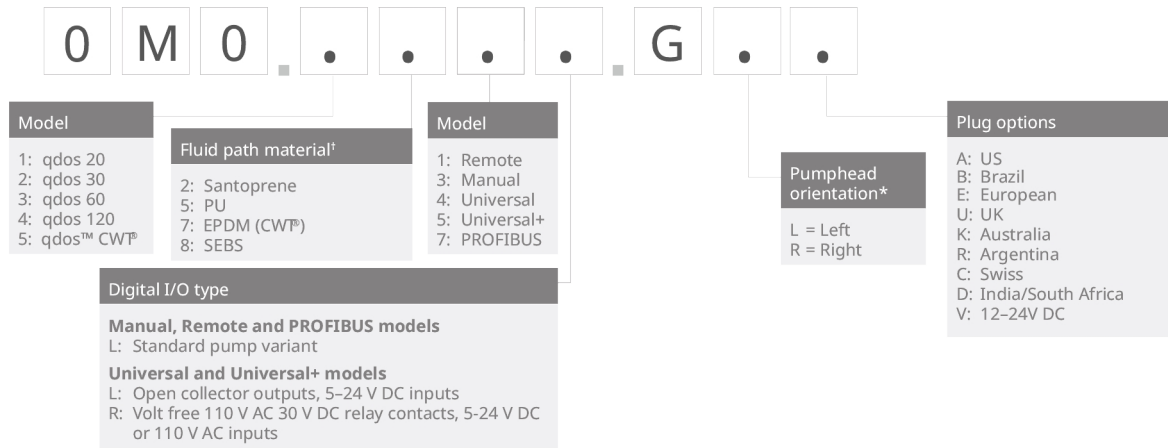 0 M 0 . . . . . . G . .
Model
1: qdos 20
2: qdos 30
3: qdos 60
4: qdos 120
5: qdos™ CWT®
Fluid path material†
2: Santoprene
5: PU
7: EPDM (CWT®)
8: SEBS
Model
1: Remote
3: Manual
4: Universal
5: Universal+
7: PROFIBUS
Digital I/O type
Manual, Remote and PROFIBUS models
L: Standard pump variant
Universal and Universal+ models
L: Open collector outputs, 5–24 V DC inputs
R: Volt free 110 V AC 30 V DC relay contacts, 5-24 V DC
or 110 V AC inputs
Pumphead
orientation*
L = Left
R = Right
Plug options
A: US
B: Brazil
E: European
U: UK
K: Australia
R: Argentina
C: Swiss
D: India/South Africa
V: 12–24V DC